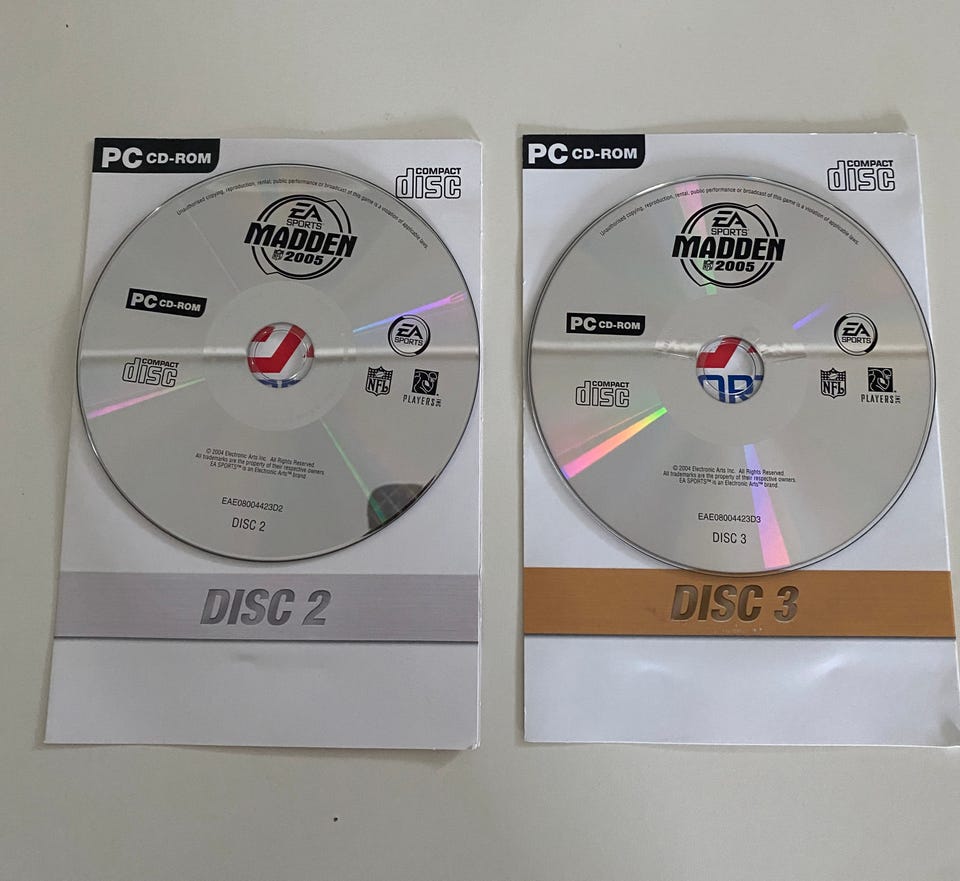 PC CD-ROM
COMPACT
disc
Unauthorised copying, reproduction, rental, public performance or broadcast of this game is a violation of applicable laws.
EA
SPORTS
MADDEN
NFL 2005
PC CD-ROM
EA
SPORTS
COMPACT
disc
NFL
PLAYERS INC
© 2004 Electronic Arts Inc. All Rights Reserved.
All trademarks are the property of their respective owners
EA SPORTS™ is an Electronic Arts™ brand.
EAE08004423D2
DISC 2
DISC 2
PC CD-ROM
COMPACT
disc
Unauthorised copying, reproduction, rental, public performance or broadcast of this game is a violation of applicable laws.
EA
SPORTS
MADDEN
NFL 2005
PC CD-ROM
EA
SPORTS
COMPACT
disc
NFL
PLAYERS INC
© 2004 Electronic Arts Inc. All Rights Reserved.
All trademarks are the property of their respective owners.
EA SPORTS™ is an Electronic Arts™ brand.
EAE08004423D3
DISC 3
DISC 3